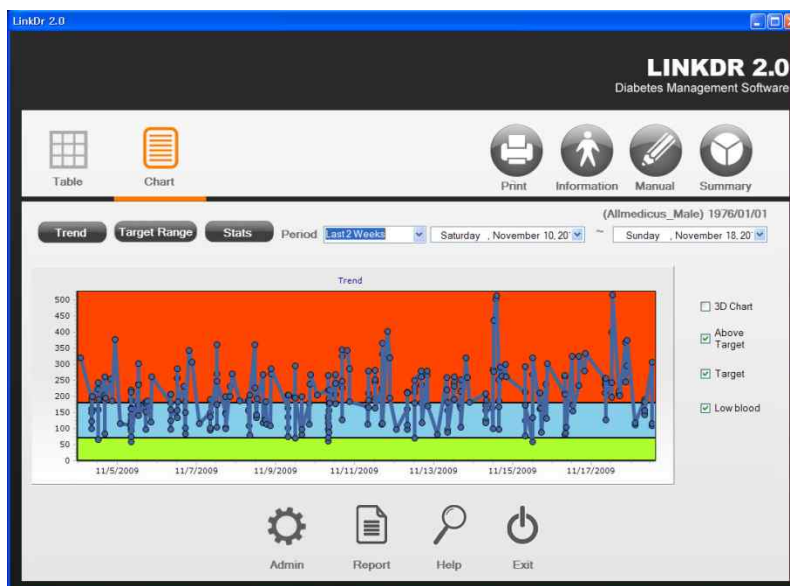 LinkDr 2.0
LINKDR 2.0
Diabetes Management Software
Table
Chart
Print
Information
Manual
Summary
(Allmedicus_Male) 1976/01/01
Trend
Target Range
Stats
Period
Last 2 Weeks
Saturday , November 10, 20
~
Sunday , November 18, 20
Trend
500
450
400
350
300
250
200
150
100
50
0
11/5/2009
11/7/2009
11/9/2009
11/11/2009
11/13/2009
11/15/2009
11/17/2009
3D Chart
Above
Target
Target
Low blood
Admin
Report
Help
Exit